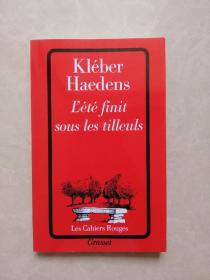 Kléber
Haedens
L'été finit
sous les tilleuls
Les Cahiers Rouges
Grasset